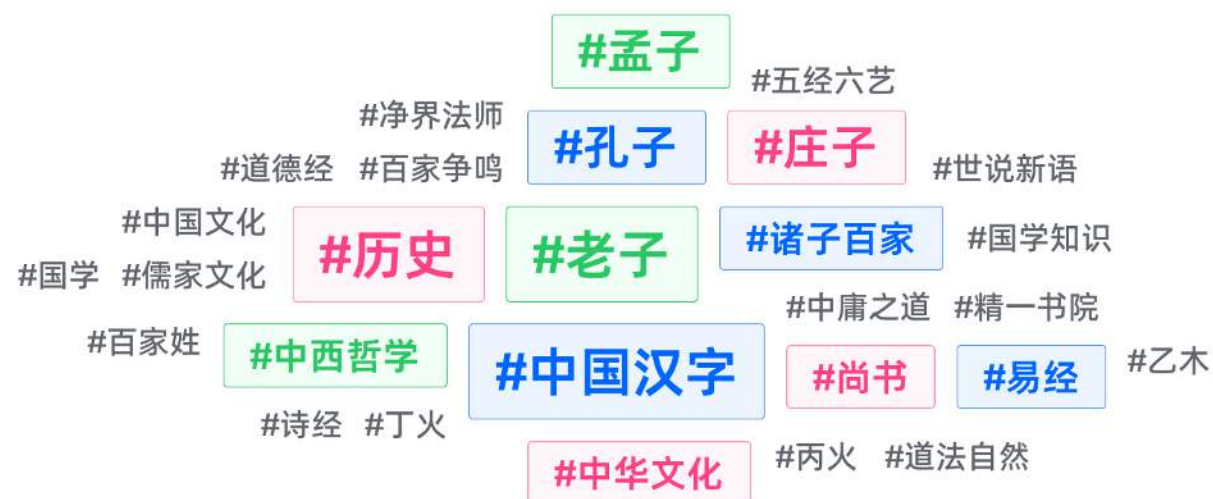 #孟子
#五经六艺
#净界法师
#孔子 #庄子
#道德经 #百家争鸣
#世说新语
#中国文化
#历史 #老子 #诸子百家 #国学知识
#国学 #儒家文化
#中庸之道 #精一书院
#百家姓 #中西哲学 #中国汉字 #尚书 #易经 #乙木
#诗经 #丁火
#中华文化 #丙火 #道法自然